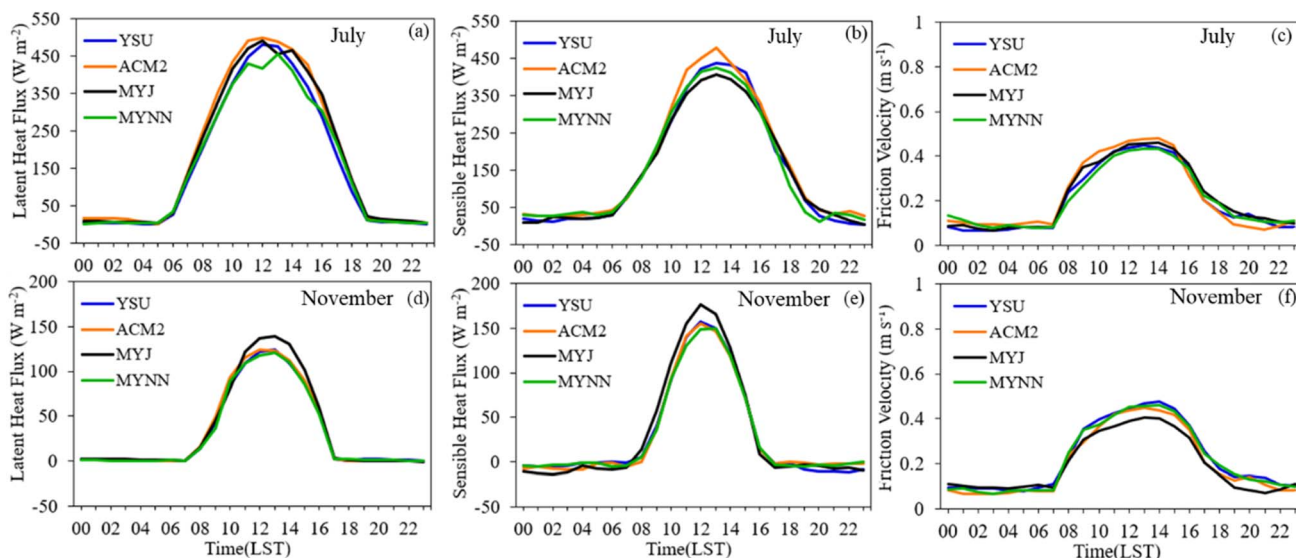 Latent Heat Flux (W m⁻²)
550
450
350
250
150
50
-50
YSU
ACM2
MYJ
MYNN
July
(a)
00 02 04 06 08 10 12 14 16 18 20 22
Sensible Heat Flux (W m⁻²)
550
450
350
250
150
50
-50
YSU
ACM2
MYJ
MYNN
July
(b)
00 02 04 06 08 10 12 14 16 18 20 22
Friction Velocity (m s⁻¹)
1
0.8
0.6
0.4
0.2
0
YSU
ACM2
MYJ
MYNN
July
(c)
00 02 04 06 08 10 12 14 16 18 20 22
Latent Heat Flux (W m⁻²)
200
150
100
50
0
-50
YSU
ACM2
MYJ
MYNN
November (d)
00 02 04 06 08 10 12 14 16 18 20 22
Time(LST)
Sensible Heat Flux (W m⁻²)
200
150
100
50
0
-50
YSU
ACM2
MYJ
MYNN
November (e)
00 02 04 06 08 10 12 14 16 18 20 22
Time(LST)
Friction Velocity (m s⁻¹)
1
0.8
0.6
0.4
0.2
0
YSU
ACM2
MYJ
MYNN
November (f)
00 02 04 06 08 10 12 14 16 18 20 22
Time(LST)